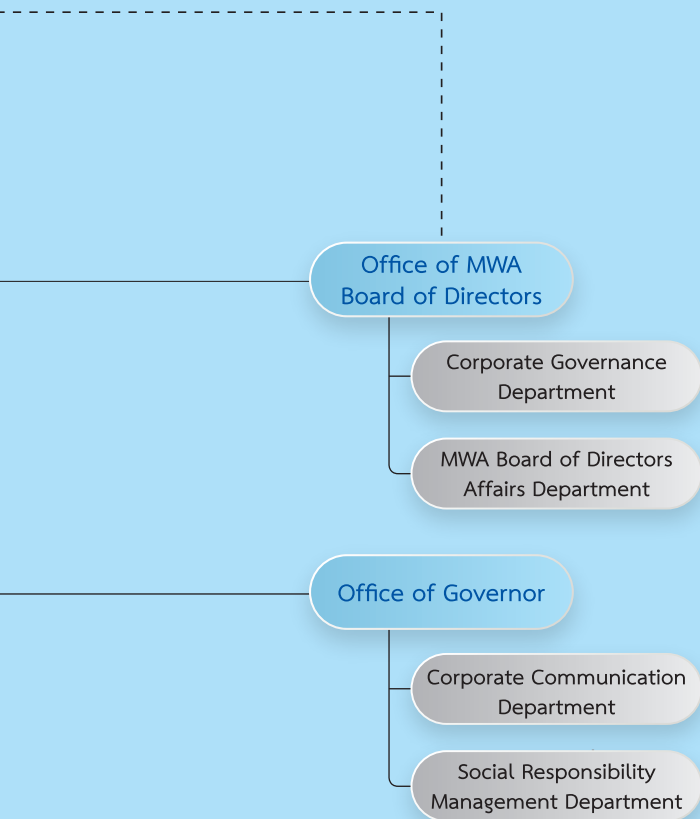 Office of MWA
Board of Directors
Corporate Governance
Department
MWA Board of Directors
Affairs Department
Office of Governor
Corporate Communication
Department
Social Responsibility
Management Department